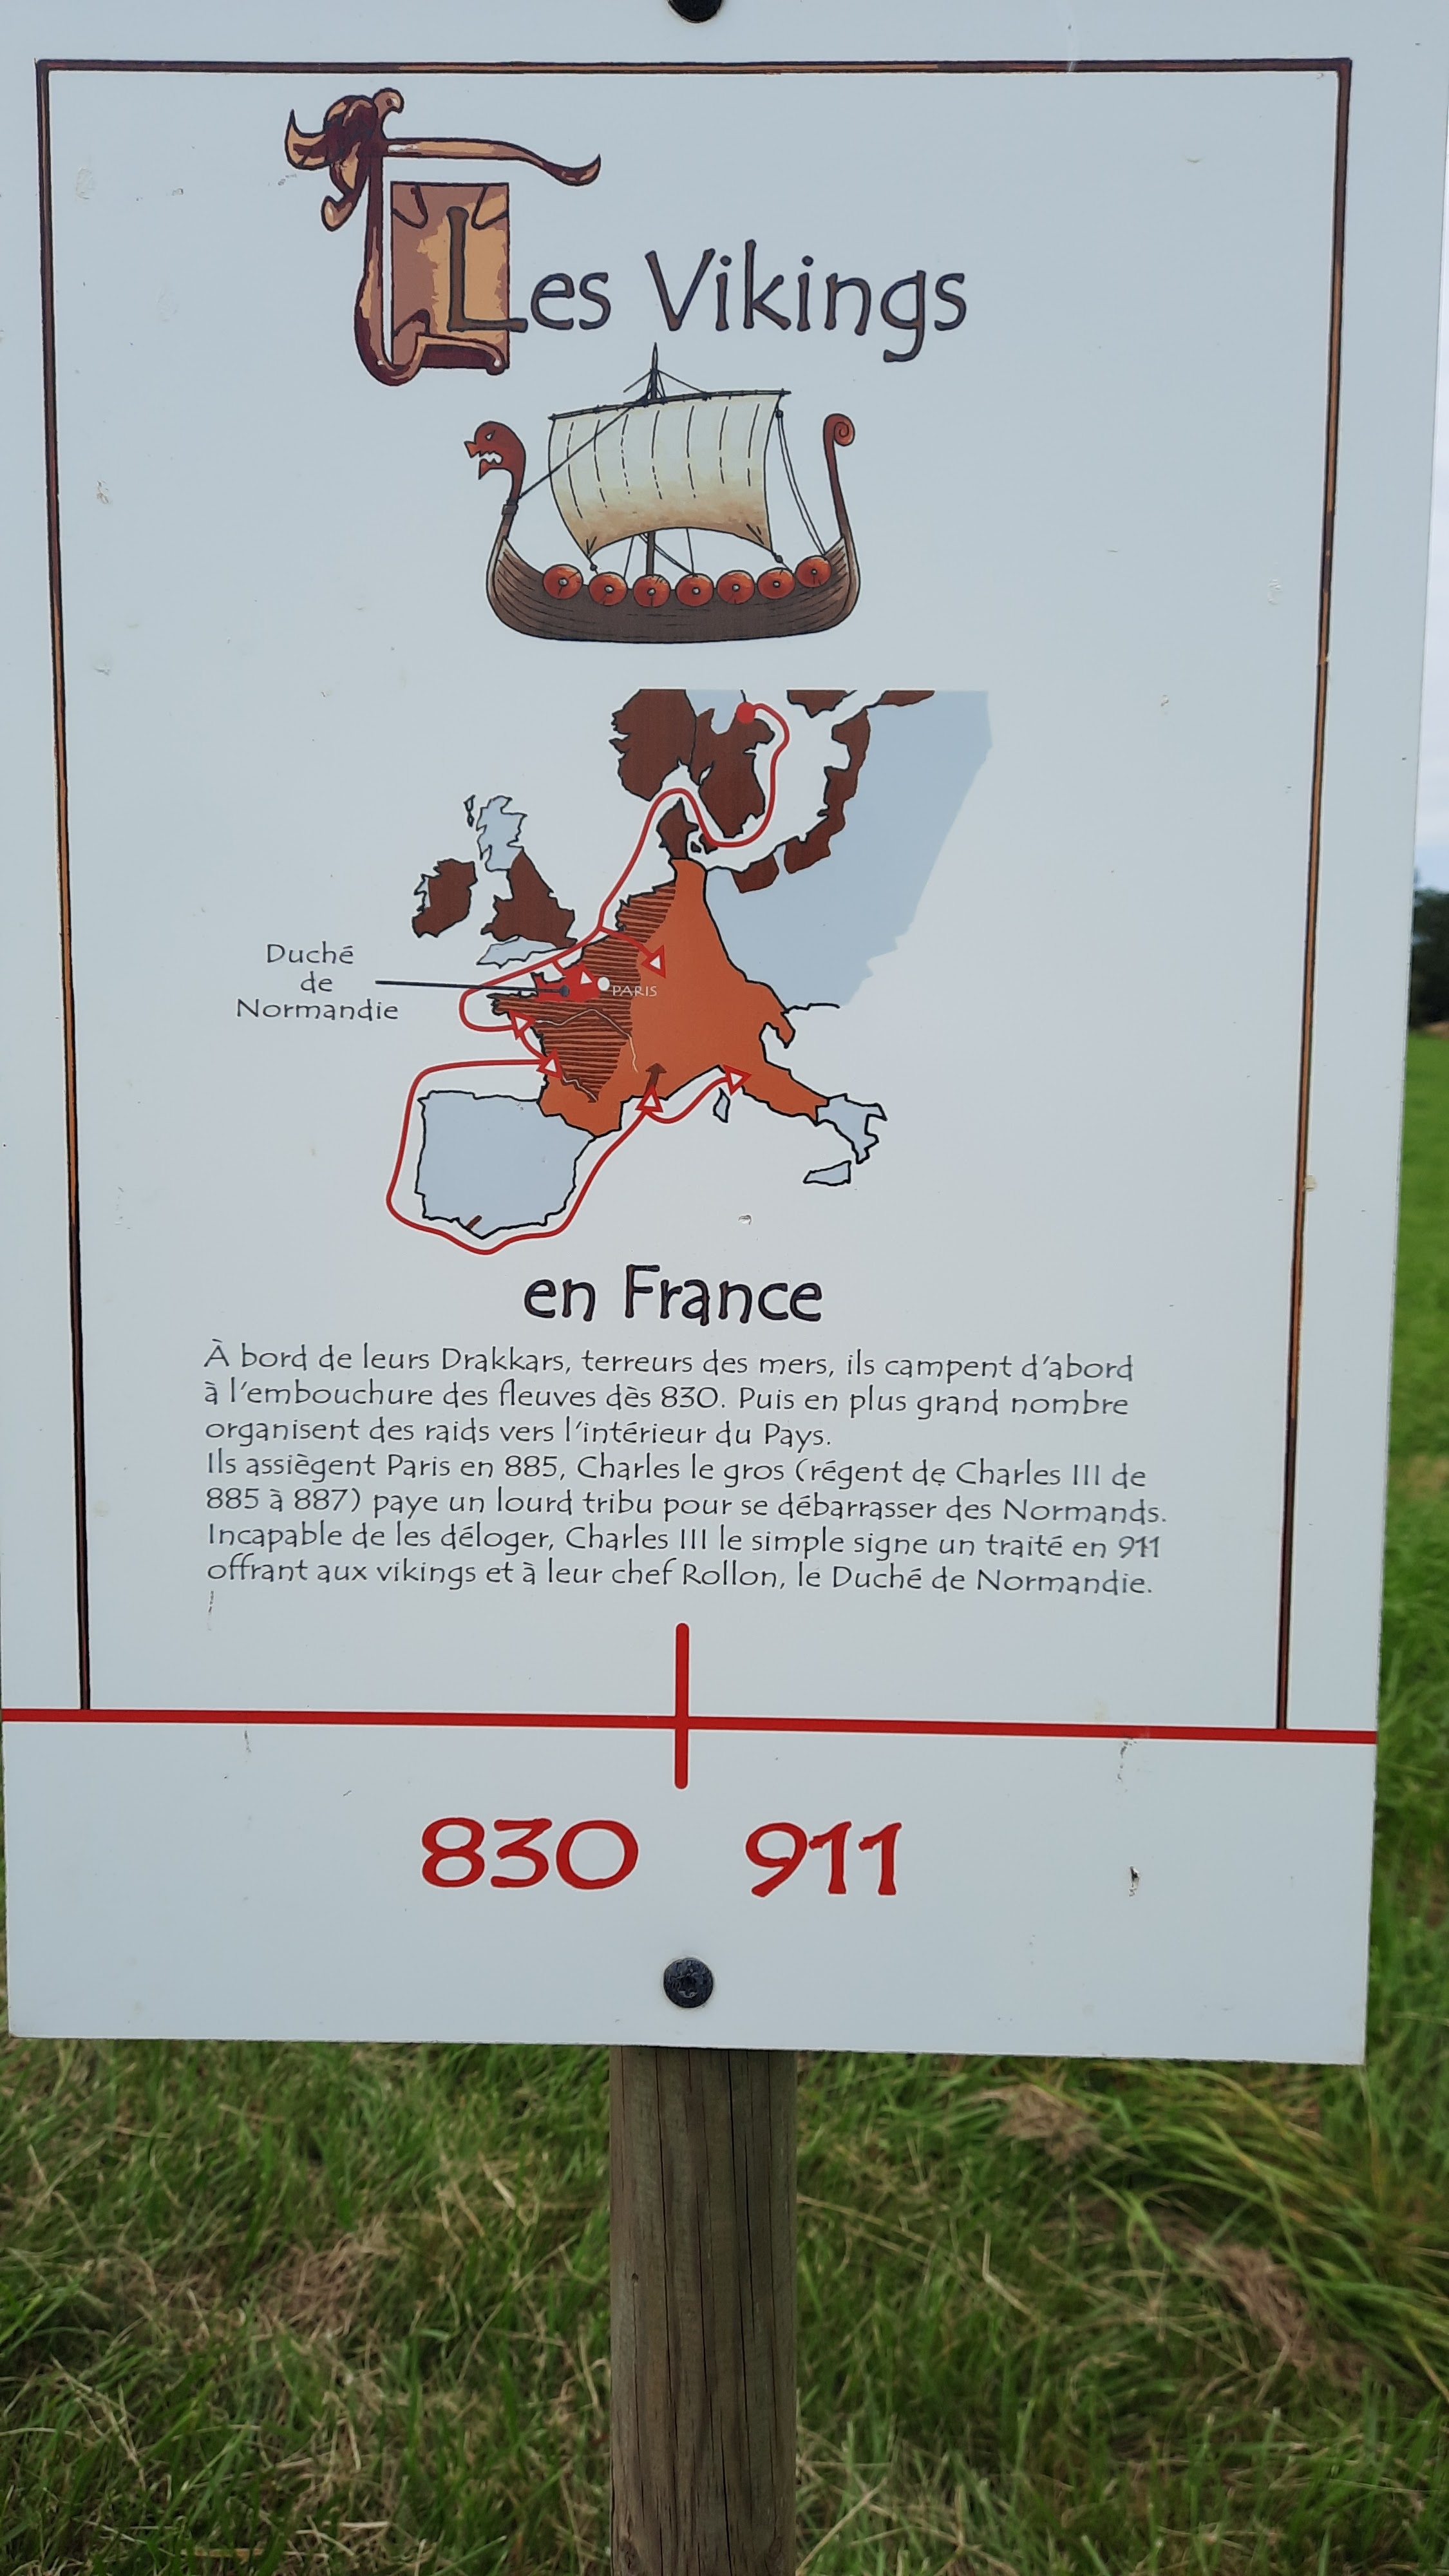 Les Vikings
Duché
de
Normandie
PARIS
en France
À bord de leurs Drakkars, terreurs des mers, ils campent d'abord
à l'embouchure des fleuves dès 830. Puis en plus grand nombre
organisent des raids vers l'intérieur du Pays.
Ils assiègent Paris en 885, Charles le gros (régent de Charles III de
885 à 887) paye un lourd tribu pour se débarrasser des Normands.
Incapable de les déloger, Charles III le simple signe un traité en 911
offrant aux vikings et à leur chef Rollon, le Duché de Normandie.
830 911